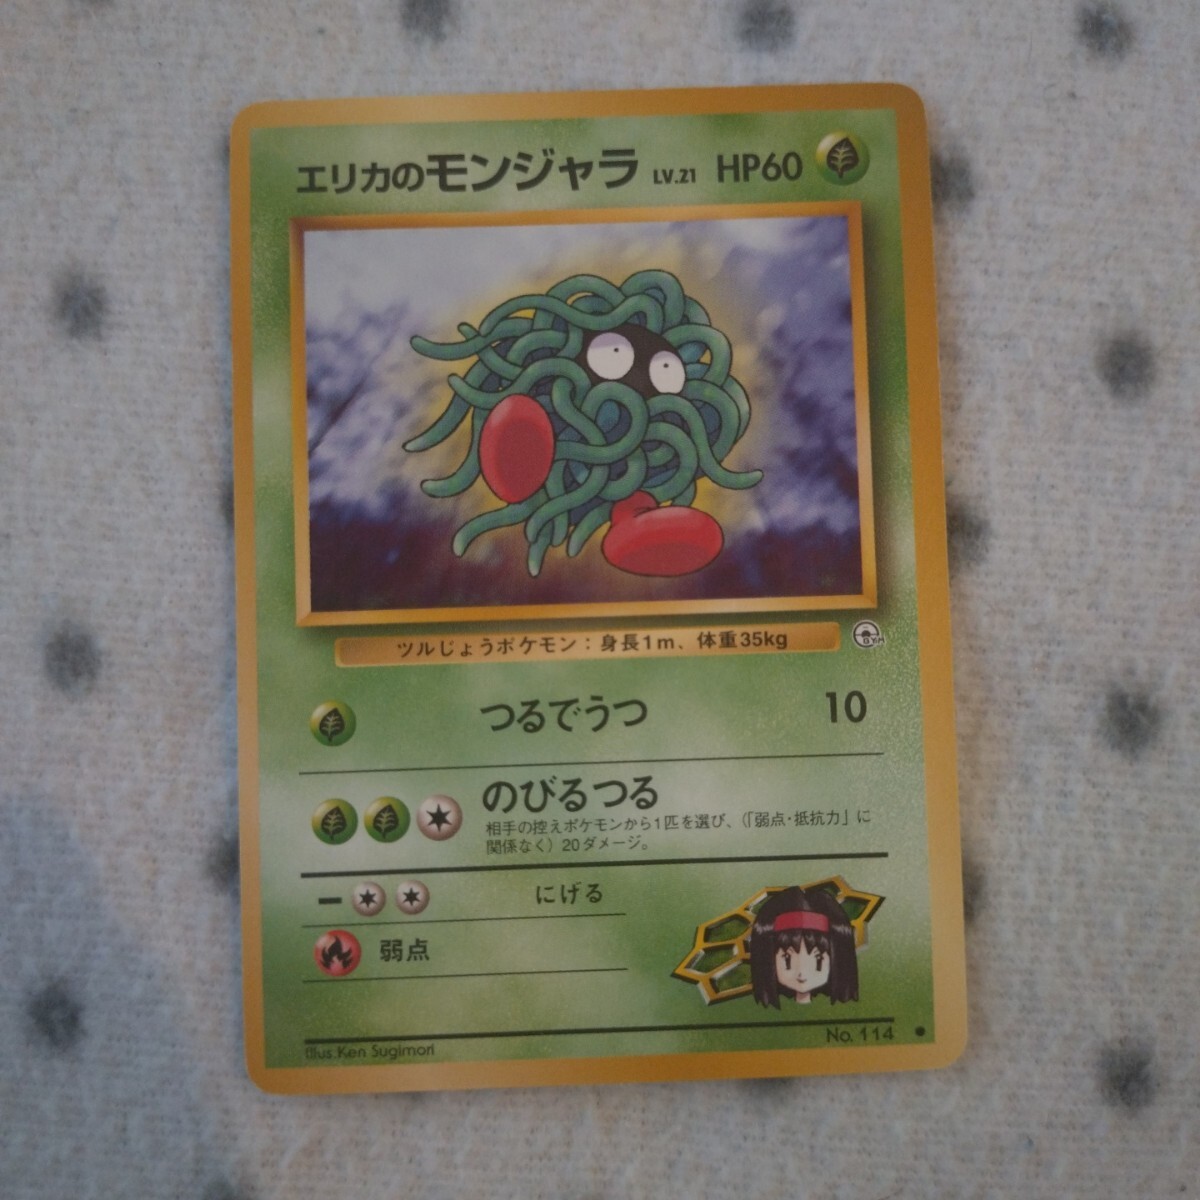 エリカのモンジャラ LV.21 HP60
ツルじょうポケモン：身長1m、体重35kg
GYM
つるでうつ 10
のびるつる
相手の控えポケモンから1匹を選び、（「弱点・抵抗力」に
関係なく）20ダメージ。
ー にげる
弱点
Illus.Ken Sugimori
No. 114 ●